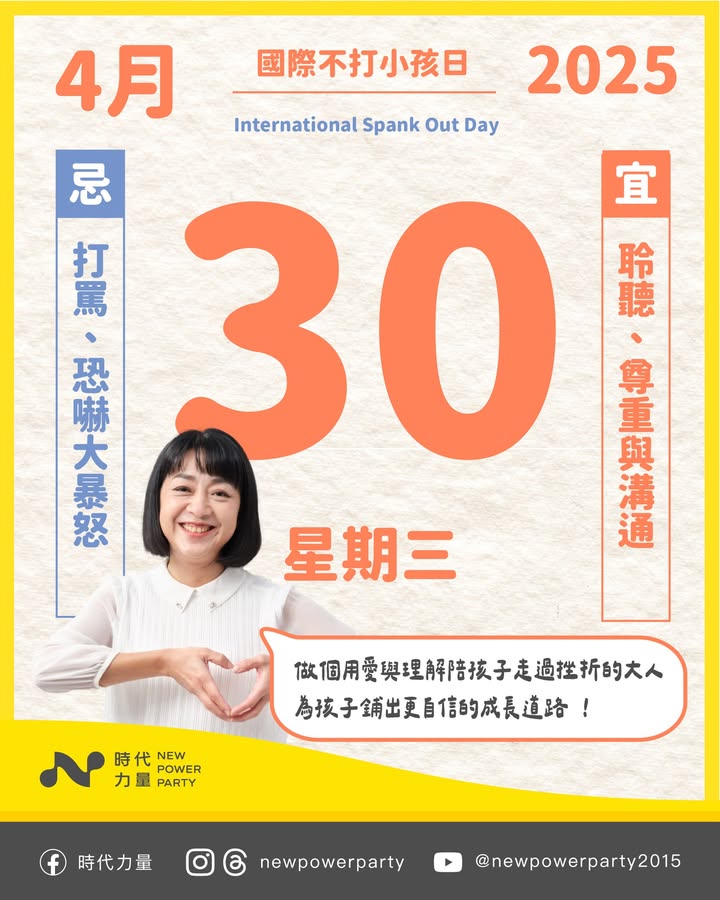 4月
國際不打小孩日
International Spank Out Day
2025
忌
打罵、恐嚇大暴怒
30
宜
聆聽、尊重與溝通
星期三
做個用愛與理解陪孩子走過挫折的大人
為孩子鋪出更自信的成長道路！
時代力量
NEW POWER PARTY
時代力量
newpowerparty
@newpowerparty2015